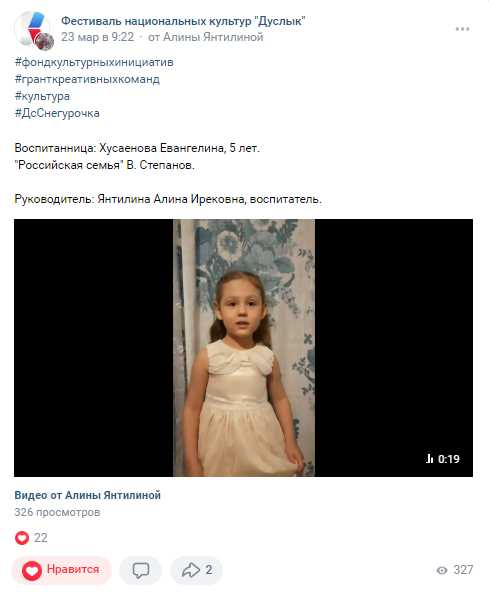 Фестиваль национальных культур "Дуслык"
23 мар в 9:22 · от Алины Янтилиной
#фондкультурныхинициатив
#гранткреативныхкоманд
#культура
#ДсСнегурочка
Воспитанница: Хусаенова Евангелина, 5 лет.
"Российская семья" В. Степанов.
Руководитель: Янтилина Алина Ирековна, воспитатель.
0:19
Видео от Алины Янтилиной
326 просмотров
22
Нравится
2
327